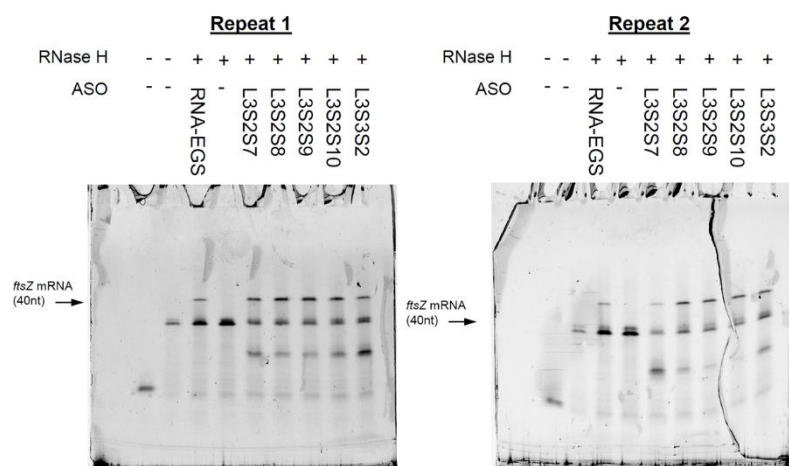 Repeat 1
RNase H - - + + + + + + +
ASO - - RNA-EGS - L3S2S7 L3S2S8 L3S2S9 L3S2S10 L3S3S2
ftsZ mRNA
(40nt)
Repeat 2
RNase H - - + + + + + + +
ASO - - RNA-EGS - L3S2S7 L3S2S8 L3S2S9 L3S2S10 L3S3S2
ftsZ mRNA
(40nt)